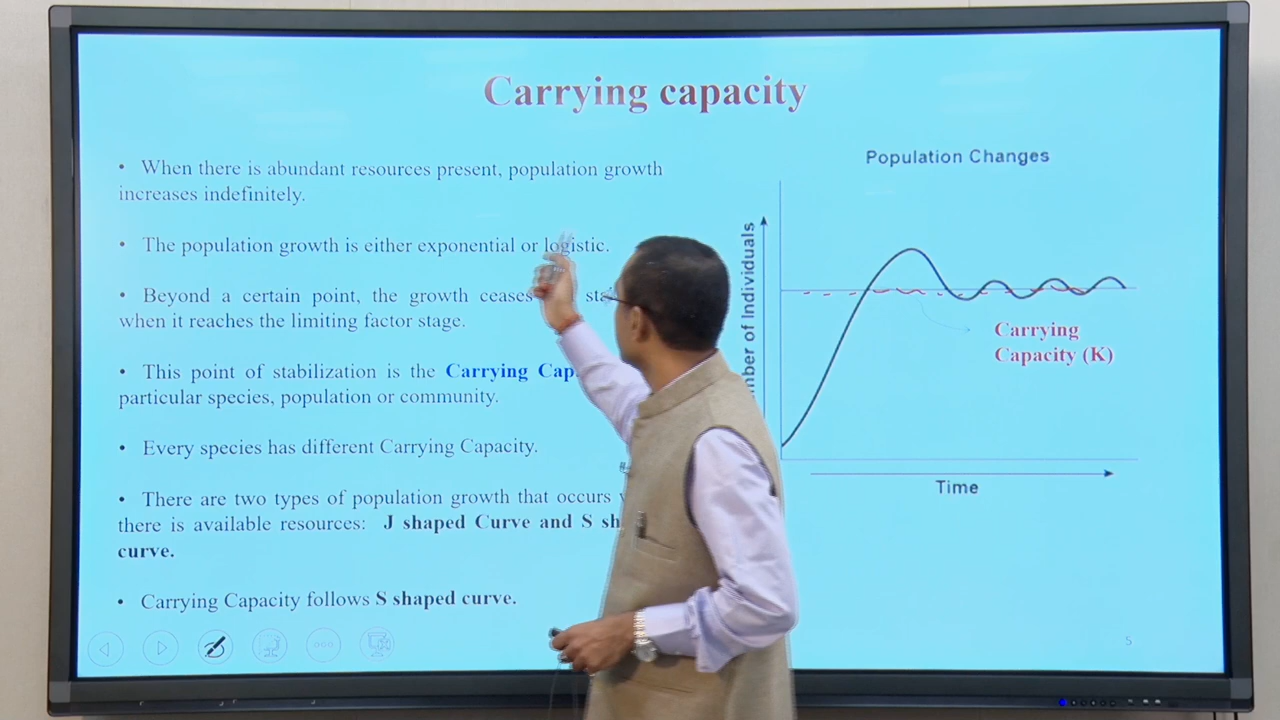 Carrying capacity
• When there is abundant resources present, population growth
increases indefinitely.
• The population growth is either exponential or logistic.
• Beyond a certain point, the growth ceases
when it reaches the limiting factor stage.
• This point of stabilization is the Carrying
particular species, population or community.
• Every species has different Carrying Capacity.
• There are two types of population growth that occurs
there is available resources: J shaped Curve and S
curve.
• Carrying Capacity follows S shaped curve.
Population Changes
of Individuals
Carrying
Capacity (K)
Time
5